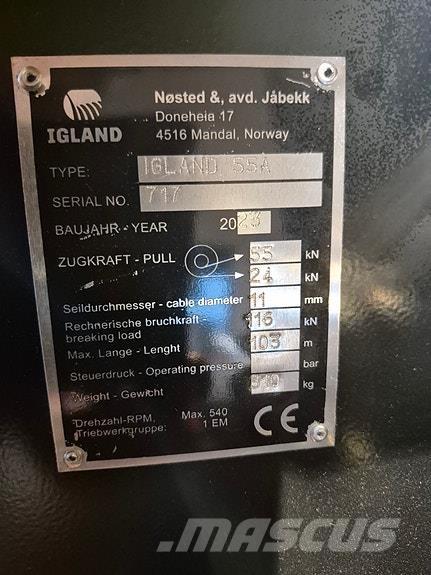 Nøsted &, avd. Jåbekk
Doneheia 17
4516 Mandal, Norway
IGLAND
TYPE: IGLAND 55A
SERIAL NO. 717
BAUJAHR - YEAR 2023
ZUGKRAFT - PULL 55 kN
24 kN
Seildurchmesser - cable diameter 11 mm
Rechnerische bruchkraft - breaking load 116 kN
Max. Lange - Lenght 103 m
Steuerdruck - Operating pressure bar
Weight - Gewicht kg
Drehzahl-RPM, Max. 540
Triebwerkgruppe: 1 EM
CE
MASCUS